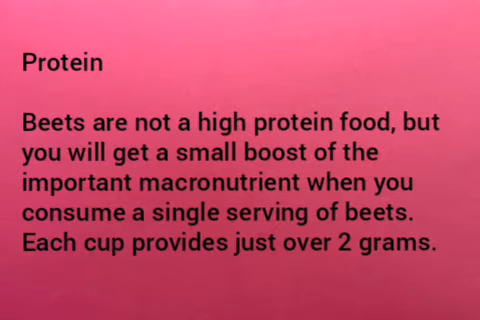 Protein
Beets are not a high protein food, but
you will get a small boost of the
important macronutrient when you
consume a single serving of beets.
Each cup provides just over 2 grams.